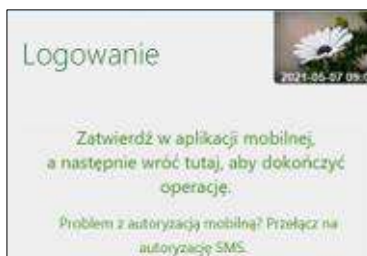 Logowanie
2021-05-07 09:0
Zatwierdź w aplikacji mobilnej,
a następnie wróć tutaj, aby dokończyć
operację.
Problem z autoryzacją mobilną? Przełącz na
autoryzację SMS.